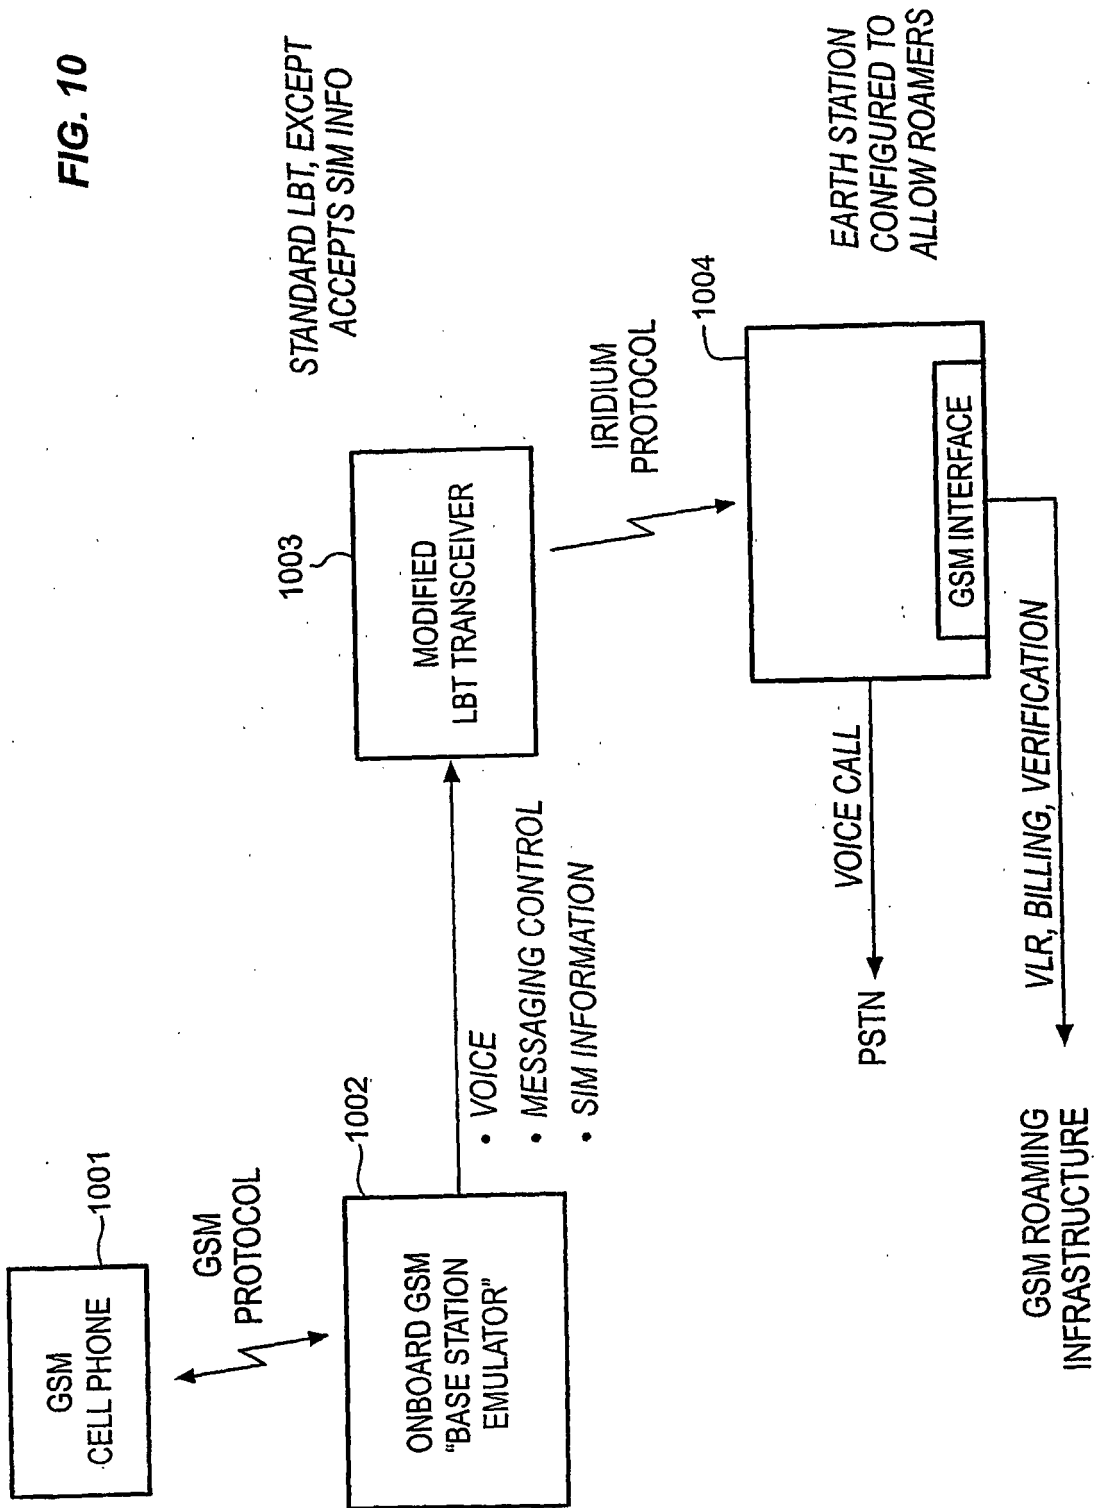 FIG. 10
GSM
CELL PHONE
1001
GSM
PROTOCOL
ONBOARD GSM
"BASE STATION
EMULATOR"
1002
• VOICE
• MESSAGING CONTROL
• SIM INFORMATION
MODIFIED
LBT TRANSCEIVER
1003
STANDARD LBT, EXCEPT
ACCEPTS SIM INFO
IRIDIUM
PROTOCOL
1004
GSM INTERFACE
EARTH STATION
CONFIGURED TO
ALLOW ROAMERS
VOICE CALL
PSTN
VLR, BILLING, VERIFICATION
GSM ROAMING
INFRASTRUCTURE